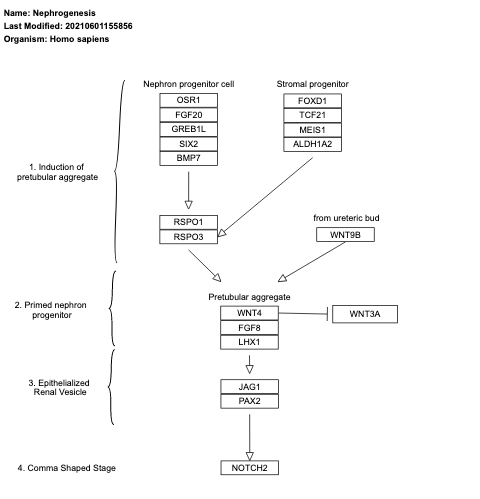 Name: Nephrogenesis
Last Modified: 20210601155856
Organism: Homo sapiens
Nephron progenitor cell
Stromal progenitor
OSR1
FGF20
GREB1L
SIX2
BMP7
FOXD1
TCF21
MEIS1
ALDH1A2
1. Induction of
pretubular aggregate
RSPO1
RSPO3
from ureteric bud
WNT9B
Pretubular aggregate
2. Primed nephron
progenitor
WNT4
FGF8
LHX1
WNT3A
3. Epithelialized
Renal Vesicle
JAG1
PAX2
4. Comma Shaped Stage
NOTCH2